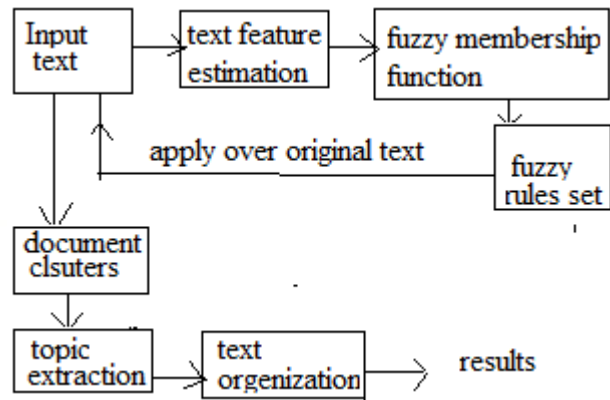 Input
text
text feature
estimation
fuzzy membership
function
apply over original text
fuzzy
rules set
document
clsuters
topic
extraction
text
orgenization
results